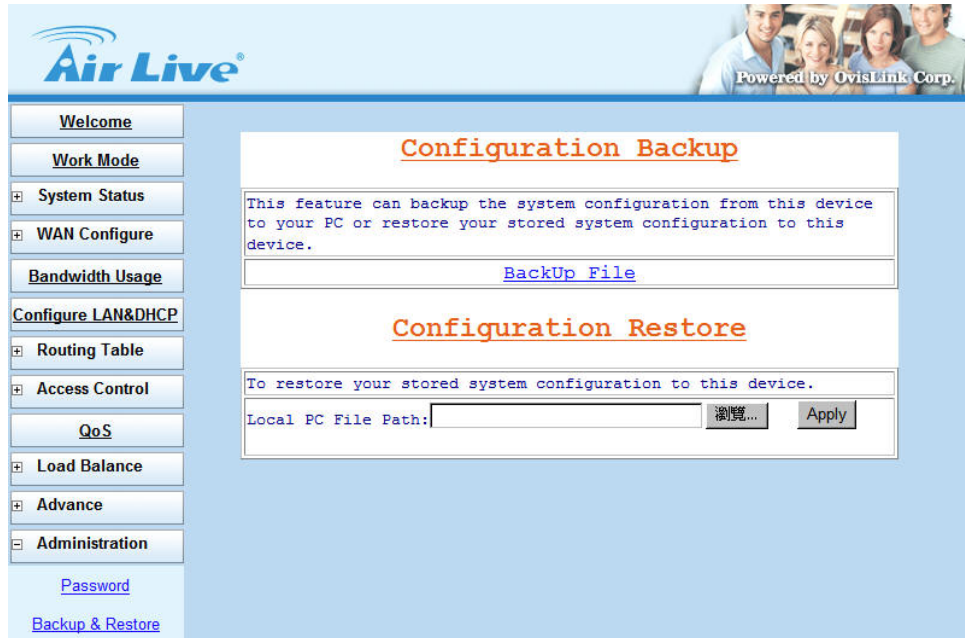 Air Live®
Powered by OvisLink Corp.
Welcome
Work Mode
System Status
WAN Configure
Bandwidth Usage
Configure LAN&DHCP
Routing Table
Access Control
QoS
Load Balance
Advance
Administration
Password
Backup & Restore
Configuration Backup
This feature can backup the system configuration from this device
to your PC or restore your stored system configuration to this
device.
BackUp File
Configuration Restore
To restore your stored system configuration to this device.
Local PC File Path: 瀏覽... Apply